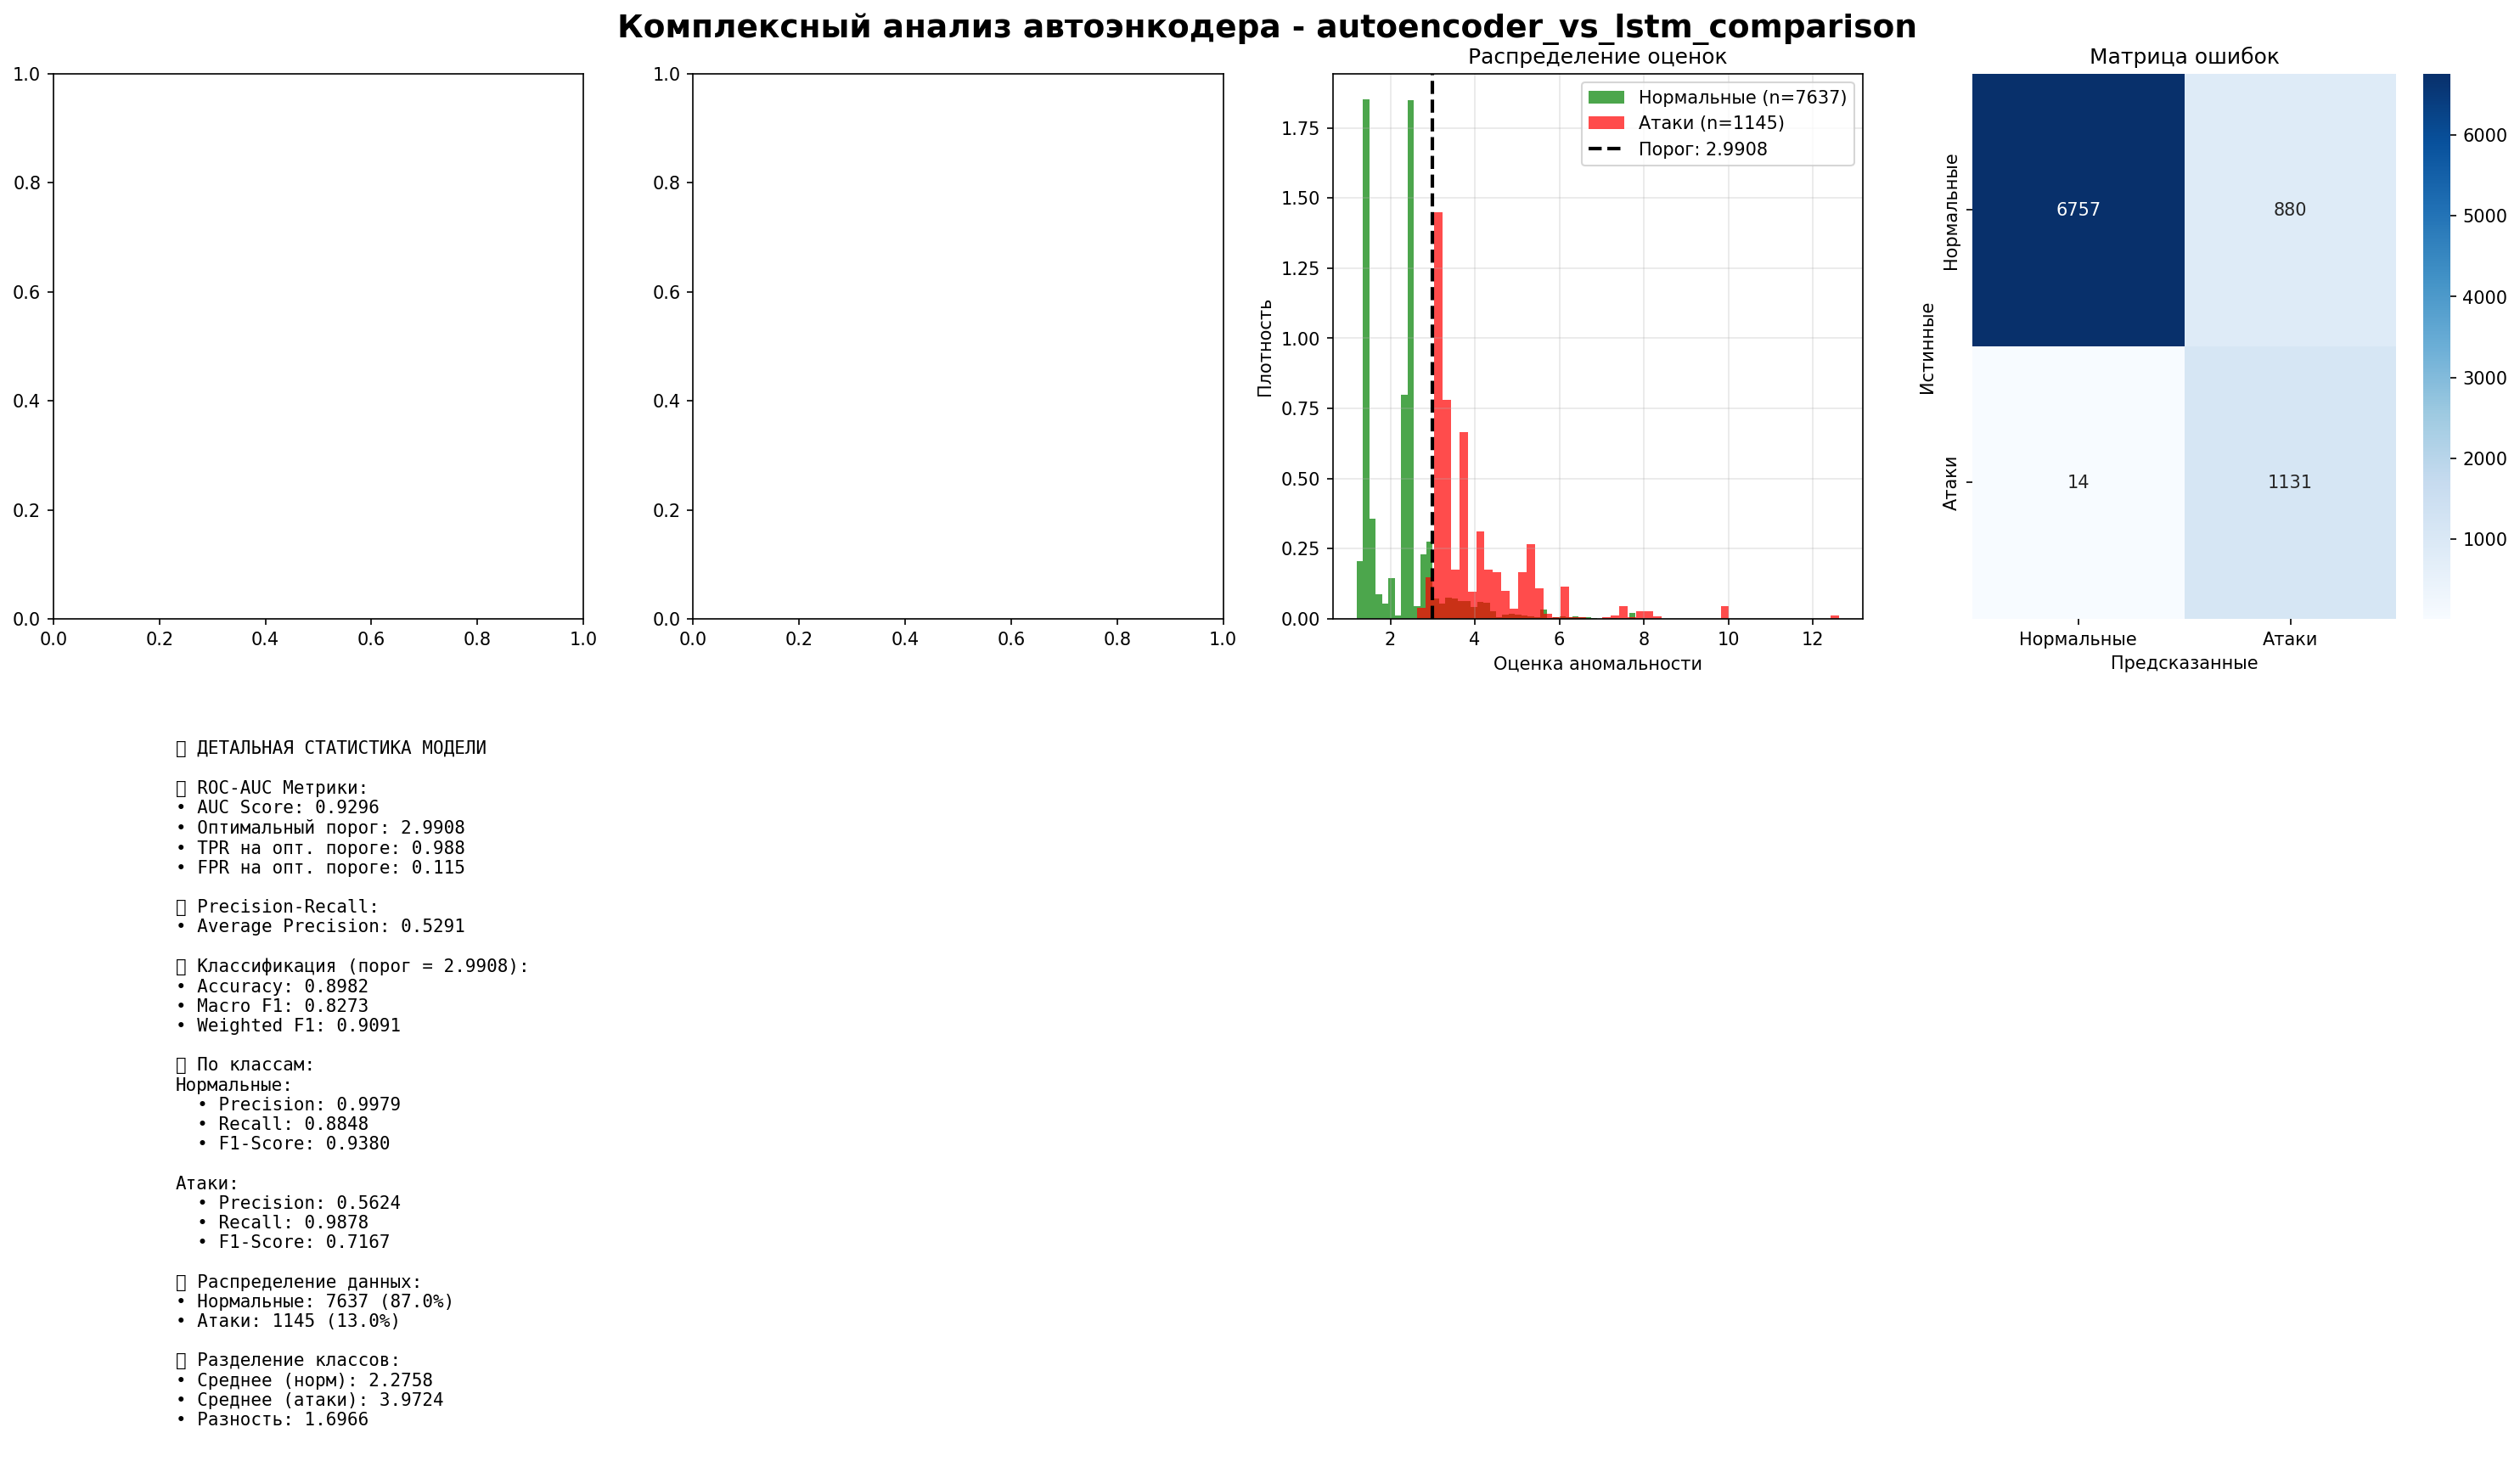 Комплексный анализ автоэнкодера - autoencoder_vs_lstm_comparison
1.0
0.8
0.6
0.4
0.2
0.0
0.0 0.2 0.4 0.6 0.8 1.0
1.0
0.8
0.6
0.4
0.2
0.0
0.0 0.2 0.4 0.6 0.8 1.0
Распределение оценок
Нормальные (n=7637)
Атаки (n=1145)
Порог: 2.9908
Плотность
1.75
1.50
1.25
1.00
0.75
0.50
0.25
0.00
2 4 6 8 10 12
Оценка аномальности
Матрица ошибок
Истинные
Нормальные
Атаки
6757 880
14 1131
Нормальные Атаки
Предсказанные
6000
5000
4000
3000
2000
1000
ДЕТАЛЬНАЯ СТАТИСТИКА МОДЕЛИ
ROC-AUC Метрики:
• AUC Score: 0.9296
• Оптимальный порог: 2.9908
• TPR на опт. пороге: 0.988
• FPR на опт. пороге: 0.115
Precision-Recall:
• Average Precision: 0.5291
Классификация (порог = 2.9908):
• Accuracy: 0.8982
• Macro F1: 0.8273
• Weighted F1: 0.9091
По классам:
Нормальные:
• Precision: 0.9979
• Recall: 0.8848
• F1-Score: 0.9380
Атаки:
• Precision: 0.5624
• Recall: 0.9878
• F1-Score: 0.7167
Распределение данных:
• Нормальные: 7637 (87.0%)
• Атаки: 1145 (13.0%)
Разделение классов:
• Среднее (норм): 2.2758
• Среднее (атаки): 3.9724
• Разность: 1.6966